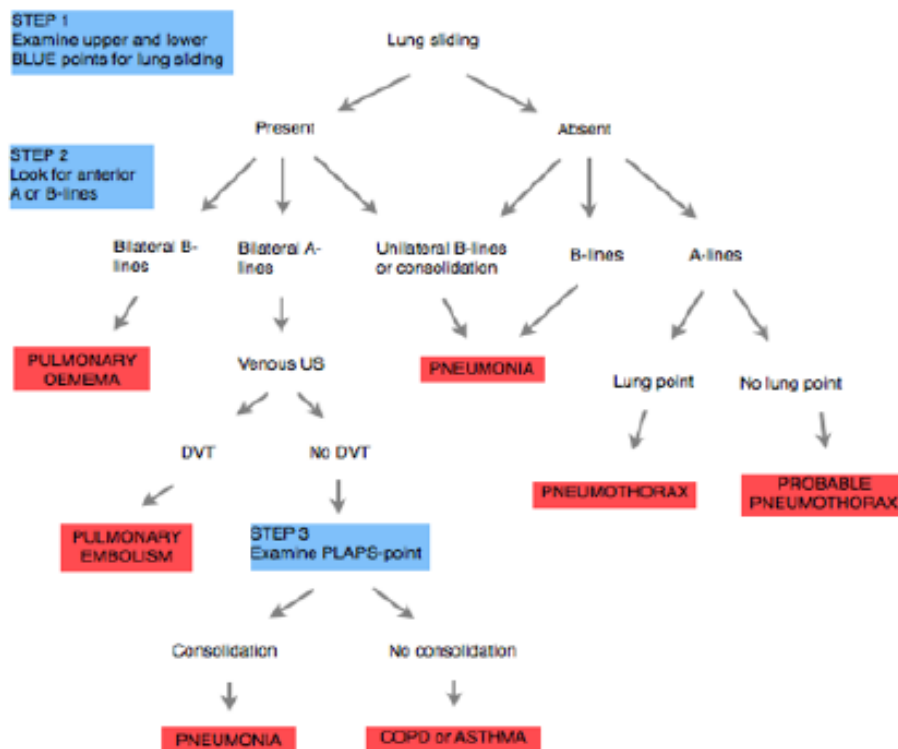 STEP 1
Examine upper and lower
BLUE points for lung sliding
Lung sliding
Present
Absent
STEP 2
Look for anterior
A or B-lines
Bilateral B-
lines
Bilateral A-
lines
Unilateral B-lines
or consolidation
B-lines
A-lines
PULMONARY
OEMEMA
Venous US
PNEUMONIA
Lung point
No lung point
DVT
No DVT
PNEUMOTHORAX
PROBABLE
PNEUMOTHORAX
PULMONARY
EMBOLISM
STEP 3
Examine PLAPS-point
Consolidation
No consolidation
PNEUMONIA
COPD or ASTHMA